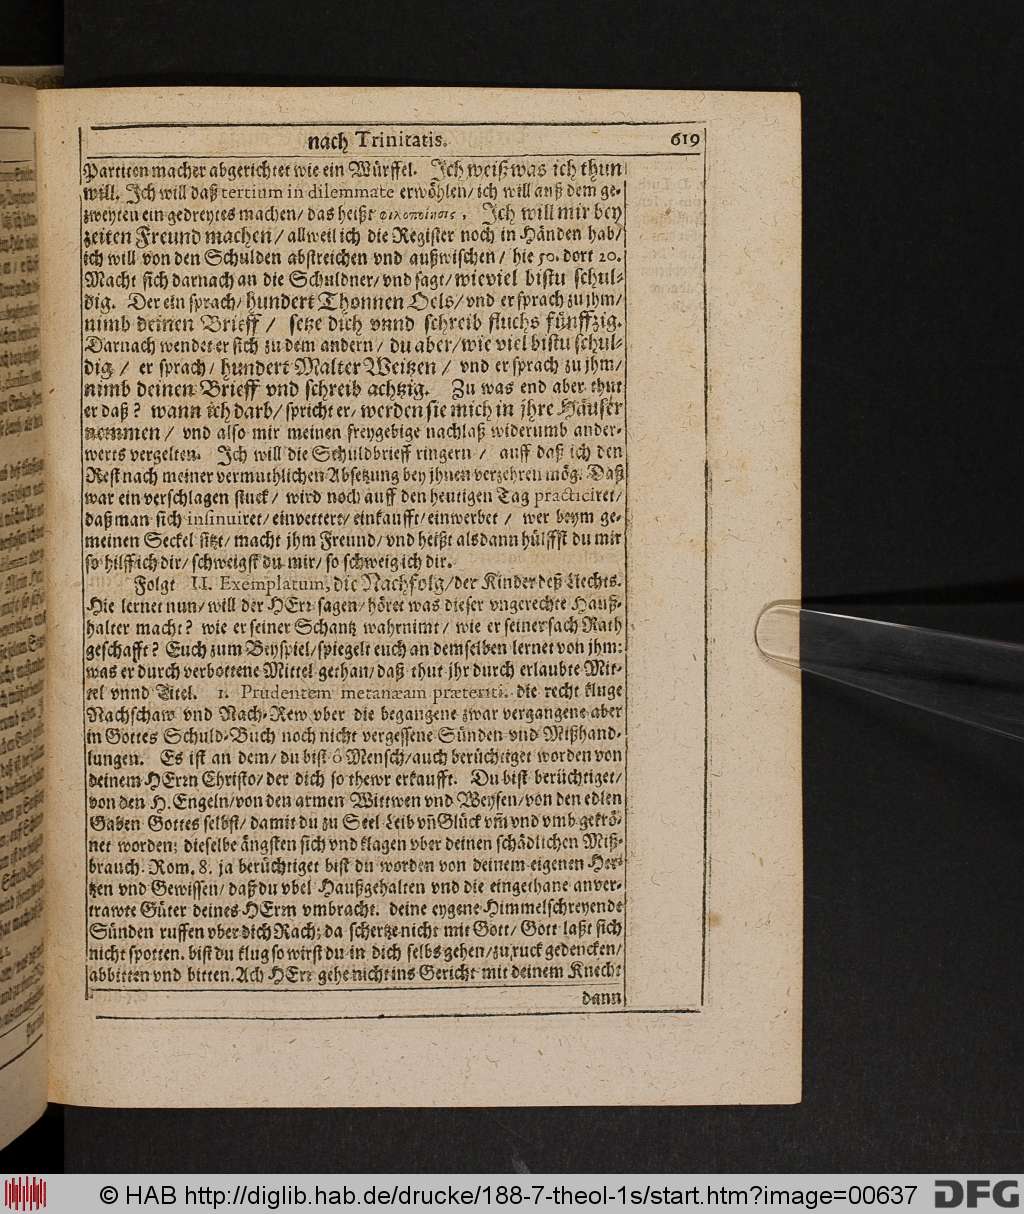 nach Trinitatis. 619
Partiten macher abgerichtet wie ein Würffel. Ich weiß was ich thun
will. Ich will daß tertium in dilemmate erwöhlen/ ich will auß dem ge-
zweyten ein gedreytes machen/ das heißt Ich will mir bey
zeiten Freund machen/ allweil ich die Register noch in Händen hab/
ich will von den Schulden abstreichen vnd außwischen/ hie 50. dort 20.
Macht sich darnach an die Schuldner/ vnd sagt/ wieviel bistu schul-
dig. Der ein sprach/ hundert Thonnen Oels/ vnd er sprach zu jhm/
nimb deinen Brieff/ setze dich vnnd schreib fluchs fünffzig.
Darnach wendet er sich zu dem andern/ du aber/ wie viel bistu schul-
dig/ er sprach/ hundert Malter Weitzen/ vnd er sprach zu jhm/
nimb deinen Brieff vnd schreib achtzig. Zu was end aber thut
er daß? wann ich darb/ spricht er/ werden sie mich in jhre Häuser
nemmen/ vnd also mir meinen freygebige nachlaß widerumb ander-
werts vergelten. Ich will die Schuldbrieff ringern/ auff daß ich den
Rest nach meiner vermuthlichen Absetzung bey jhnen verzehren mög. Daß
war ein verschlagen stuck/ wird noch auff den heutigen Tag practiciret/
daß man sich insinuiret/ einvettert/ einkaufft/ einwerbet/ wer beym ge-
meinen Seckel sitzt/ macht jhm Freund/ vnd heißt alsdann hülffst du mir
so hilff ich dir/ schweigst du mir/ so schweig ich dir.
Folgt II. Exemplatum, die Nachfolg/ der Kinder deß Liechts.
Hie lernet nun/ will der HErr sagen/ höret was dieser vngerechte Hauß-
halter macht? wie er seiner Schantz wahrnimt/ wie er seiner sach Rath
geschafft? Euch zum Beyspiel/ spiegelt euch an demselben lernet von jhm:
was er durch verbottene Mittel gethan/ daß thut jhr durch erlaubte Mit-
tel vnnd Titel. 1. Prudentem metanæam præteriti. die recht kluge
Nachschaw vnd Nach-Rew vber die begangene zwar vergangene aber
in Gottes Schuld-Buch noch nicht vergessene Sünden vnd Mißhand-
lungen. Es ist an dem/ du bist ô Mensch/ auch berüchtiget worden von
deinem HErrn Christo/ der dich so thewr erkaufft. Du bist berüchtiget/
von den H. Engeln/ von den armen Wittwen vnd Weysen/ von den edlen
Gaben Gottes selbst/ damit du zu Seel Leib vñ Glück vm̄ vnd vmb gekrö-
net worden; dieselbe ängsten sich vnd klagen vber deinen schädlichen Miß-
brauch. Rom. 8. ja berüchtiget bist du worden von deinem eigenen Her-
tzen vnd Gewissen/ daß du vbel Haußgehalten vnd die eingethane anver-
trawte Güter deines HErrn vmbracht. deine eygene Himmelschreyende
Sünden ruffen vber dich Rach; da schertze nicht mit Gott/ Gott laßt sich
nicht spotten. bist du klug so wirst du in dich selbs gehen/ zu ruck gedencken/
abbitten vnd bitten. Ach HErr gehe nicht ins Gericht mit deinem Knecht
dann
© HAB http://diglib.hab.de/drucke/188-7-theol-1s/start.htm?image=00637 DFG